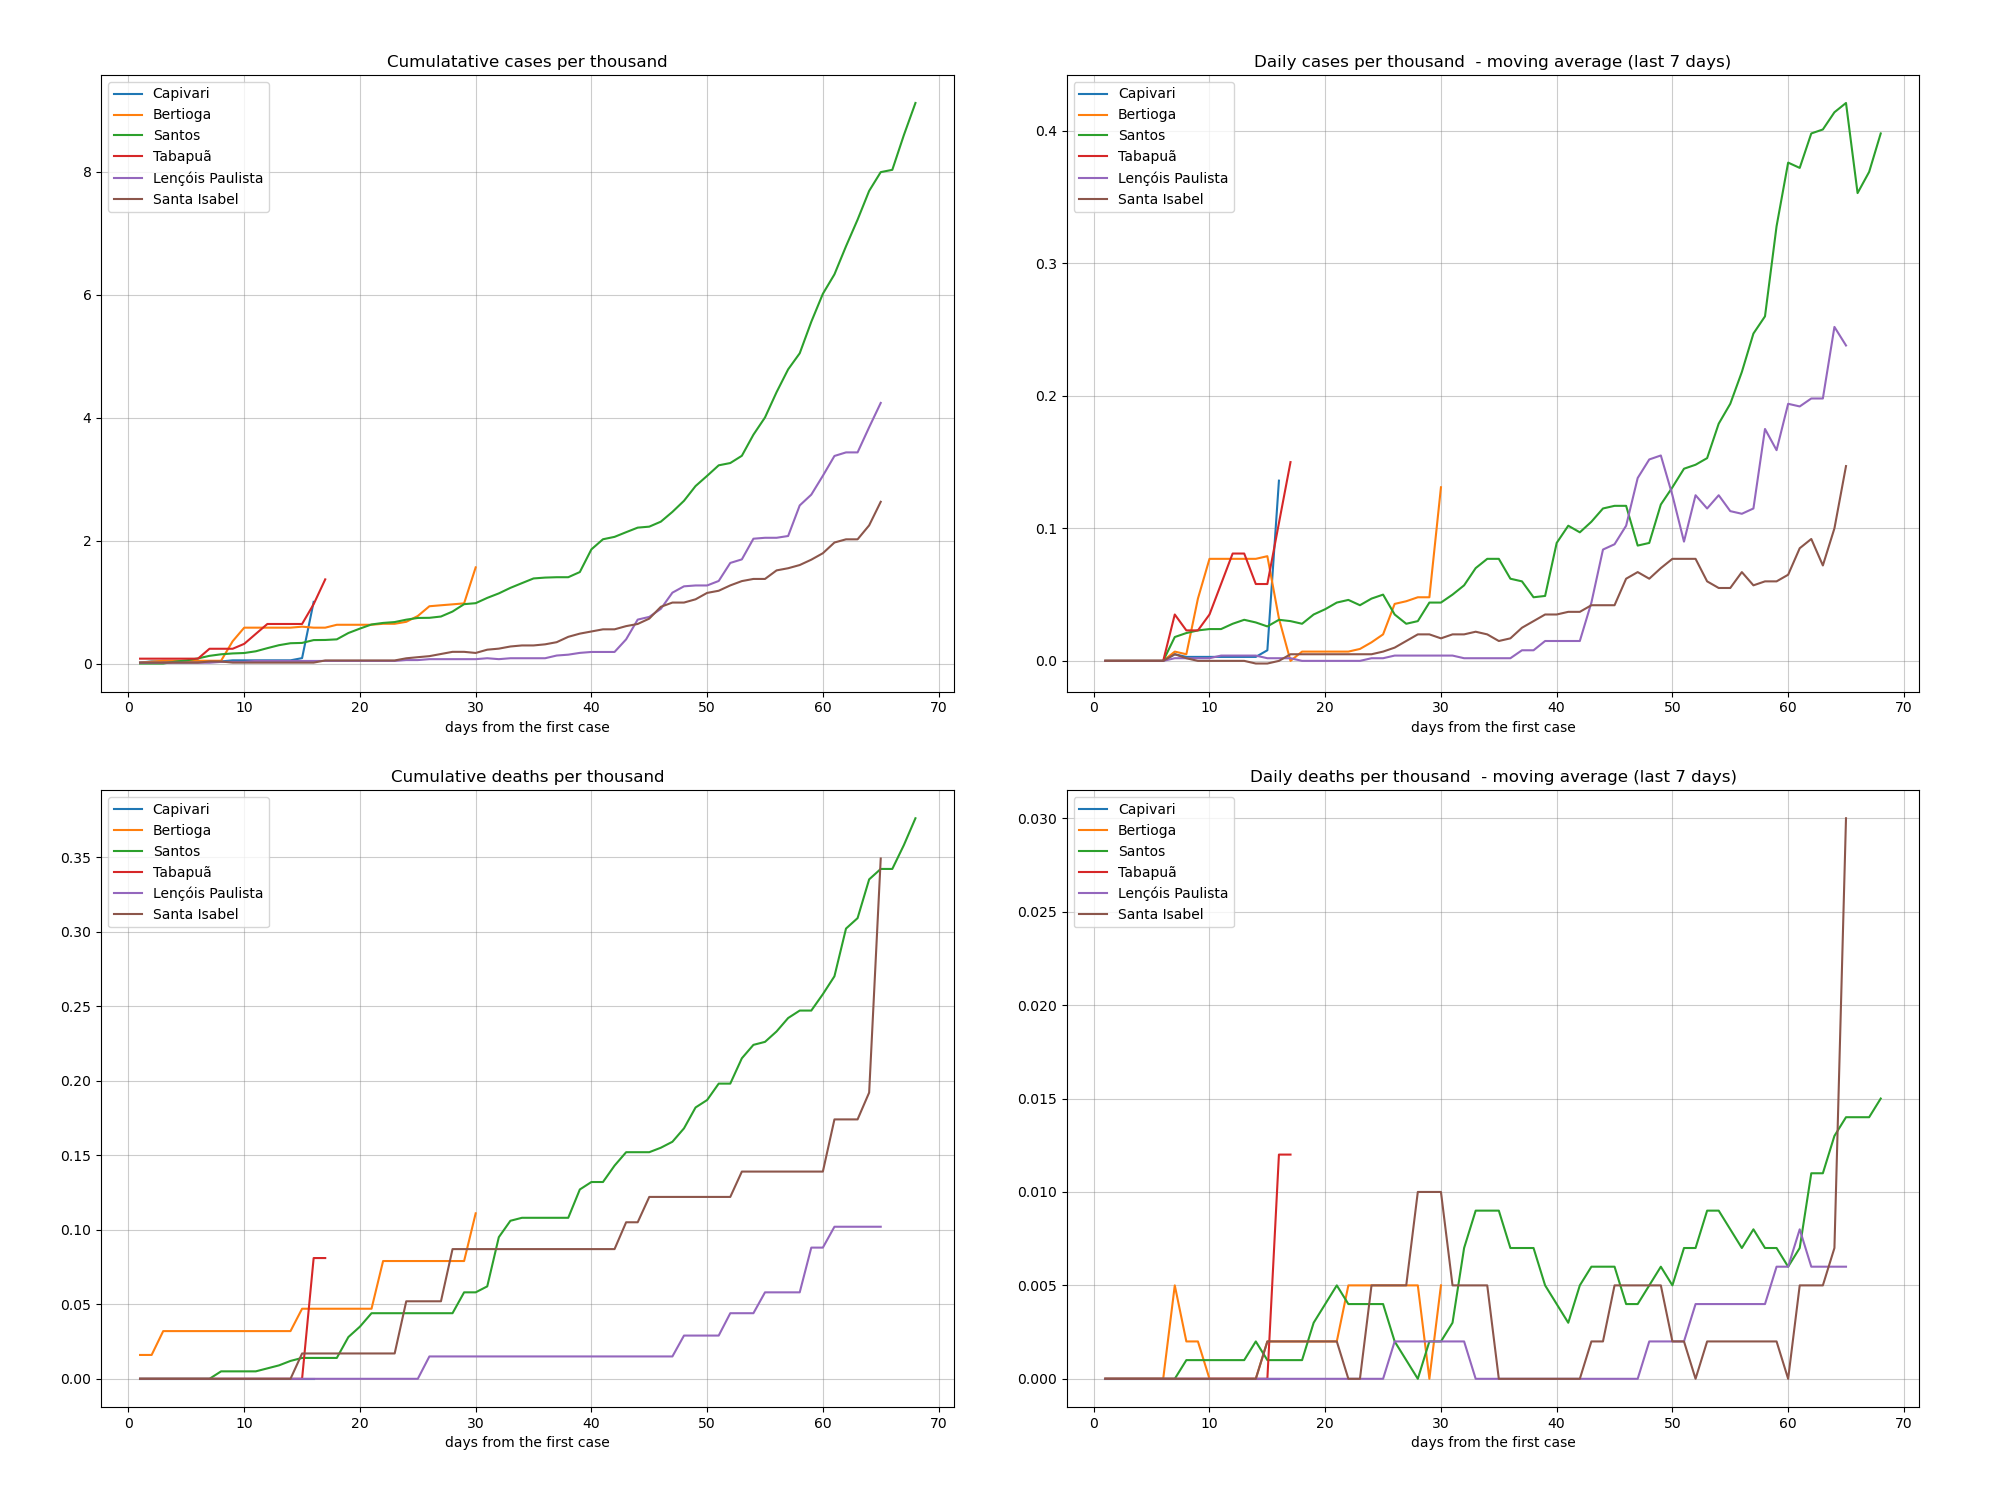 Cumulatative cases per thousand
Capivari
Bertioga
Santos
Tabapuã
Lençóis Paulista
Santa Isabel
8
6
4
2
0
0 10 20 30 40 50 60 70
days from the first case
Daily cases per thousand  - moving average (last 7 days)
Capivari
Bertioga
Santos
Tabapuã
Lençóis Paulista
Santa Isabel
0.4
0.3
0.2
0.1
0.0
0 10 20 30 40 50 60 70
days from the first case
Cumulative deaths per thousand
Capivari
Bertioga
Santos
Tabapuã
Lençóis Paulista
Santa Isabel
0.35
0.30
0.25
0.20
0.15
0.10
0.05
0.00
0 10 20 30 40 50 60 70
days from the first case
Daily deaths per thousand  - moving average (last 7 days)
Capivari
Bertioga
Santos
Tabapuã
Lençóis Paulista
Santa Isabel
0.030
0.025
0.020
0.015
0.010
0.005
0.000
0 10 20 30 40 50 60 70
days from the first case